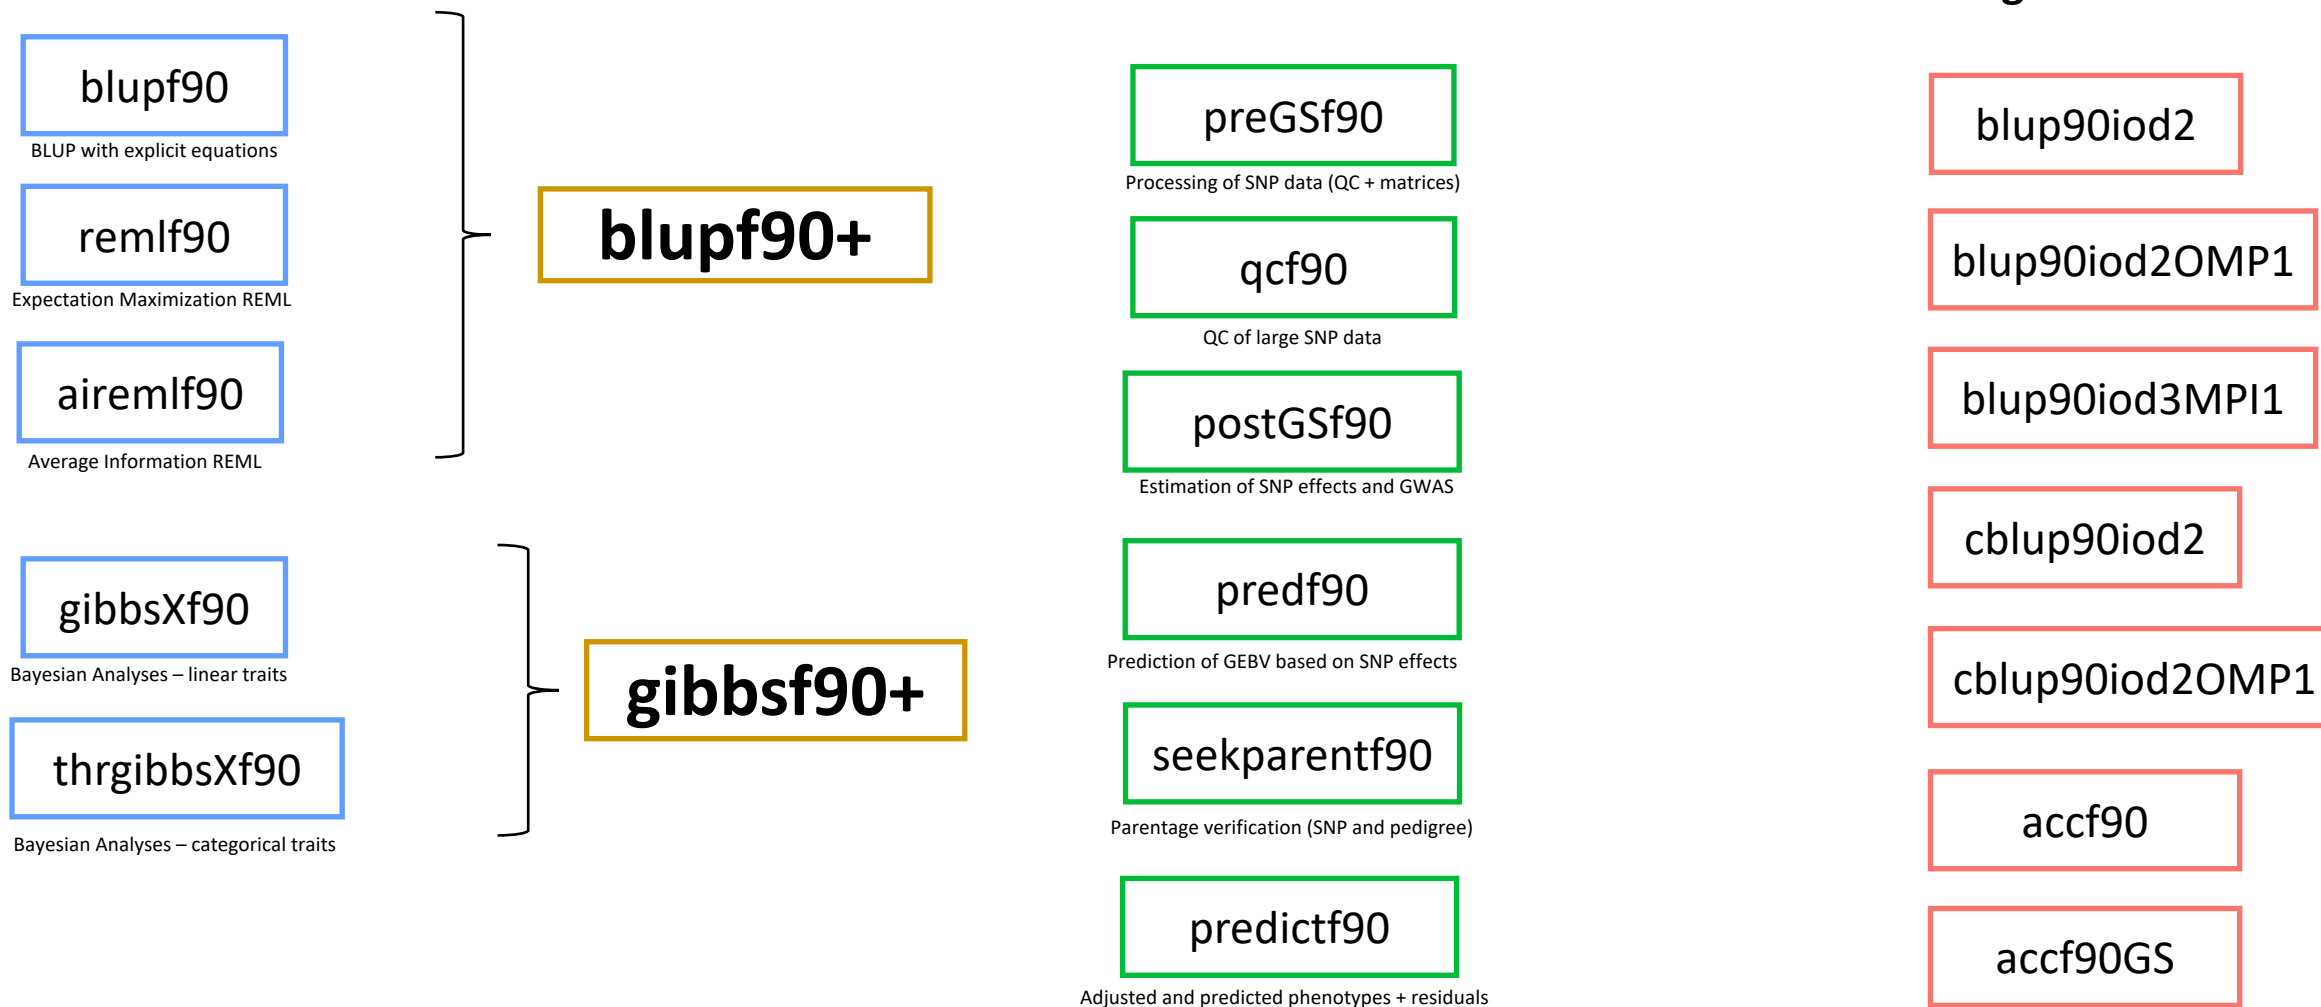 blupf90
BLUP with explicit equations
remlf90
Expectation Maximization REML
airemlf90
Average Information REML
blupf90+
gibbsXf90
Bayesian Analyses – linear traits
thrgibbsXf90
Bayesian Analyses – categorical traits
gibbsf90+
preGSf90
Processing of SNP data (QC + matrices)
qcf90
QC of large SNP data
postGSf90
Estimation of SNP effects and GWAS
predf90
Prediction of GEBV based on SNP effects
seekparentf90
Parentage verification (SNP and pedigree)
predictf90
Adjusted and predicted phenotypes + residuals
blup90iod2
blup90iod2OMP1
blup90iod3MPI1
cblup90iod2
cblup90iod2OMP1
accf90
accf90GS